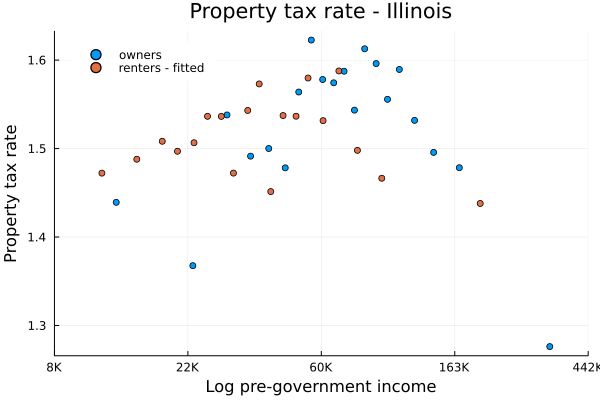 Property tax rate - Illinois
owners
renters - fitted
Property tax rate
1.6
1.5
1.4
1.3
8K 22K 60K 163K 442K
Log pre-government income